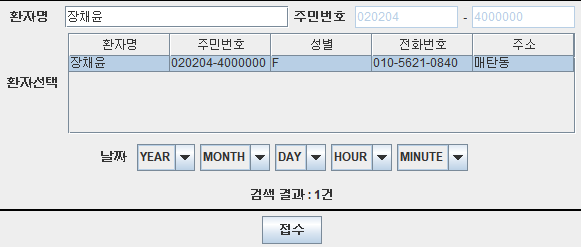 환자명 장채윤 주민번호 020204 - 4000000
환자명 주민번호 성별 전화번호 주소
장채윤 020204-4000000 F 010-5621-0840 매탄동
환자선택
날짜 YEAR MONTH DAY HOUR MINUTE
검색 결과 : 1건
접수